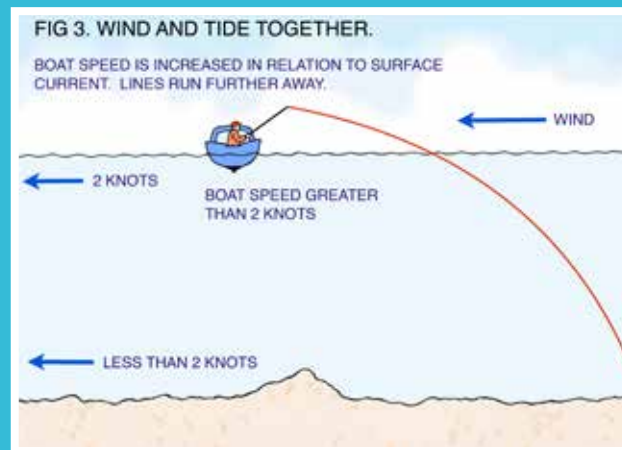 FIG 3. WIND AND TIDE TOGETHER.
BOAT SPEED IS INCREASED IN RELATION TO SURFACE
CURRENT. LINES RUN FURTHER AWAY.
WIND
2 KNOTS
BOAT SPEED GREATER
THAN 2 KNOTS
LESS THAN 2 KNOTS